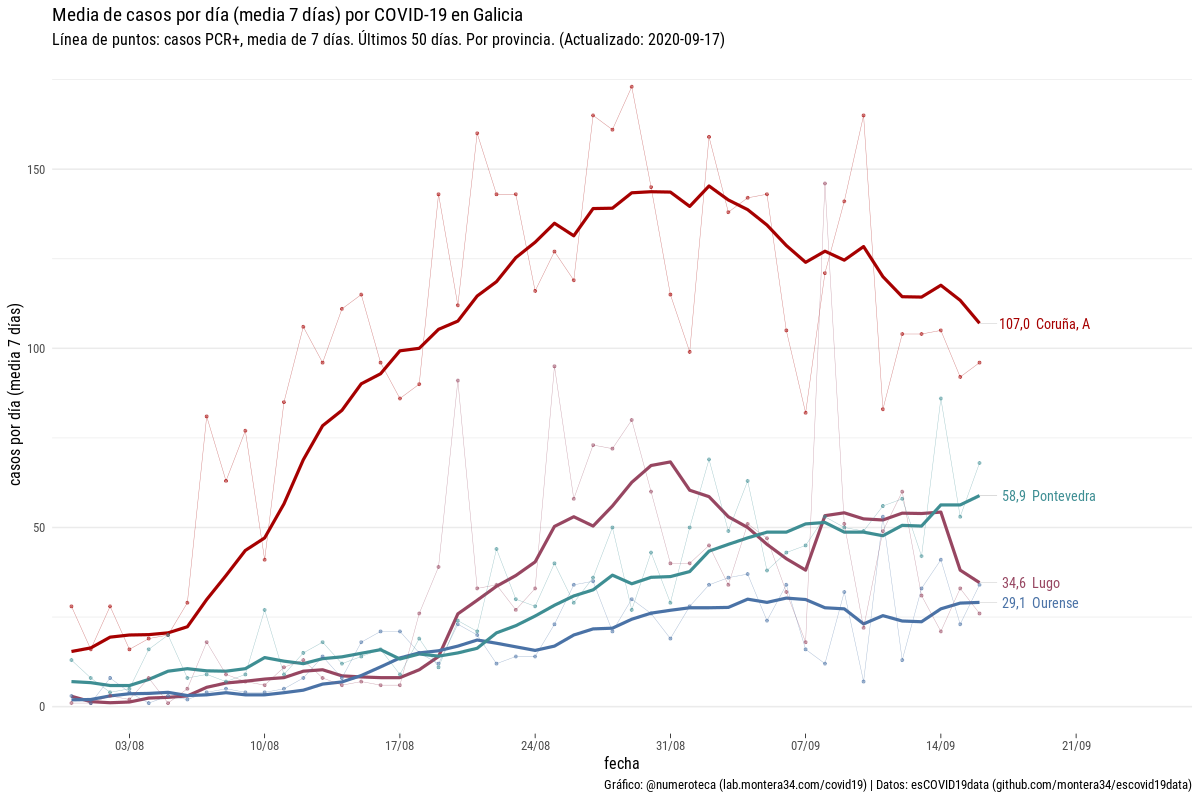 Media de casos por día (media 7 días) por COVID-19 en Galicia
Línea de puntos: casos PCR+, media de 7 días. Últimos 50 días. Por provincia. (Actualizado: 2020-09-17)
casos por día (media 7 días)
150
100
50
0
107,0 Coruña, A
58,9 Pontevedra
34,6 Lugo
29,1 Ourense
03/08 10/08 17/08 24/08 31/08 07/09 14/09 21/09
fecha
Gráfico: @numeroteca (lab.montera34.com/covid19) | Datos: esCOVID19data (github.com/montera34/escovid19data)